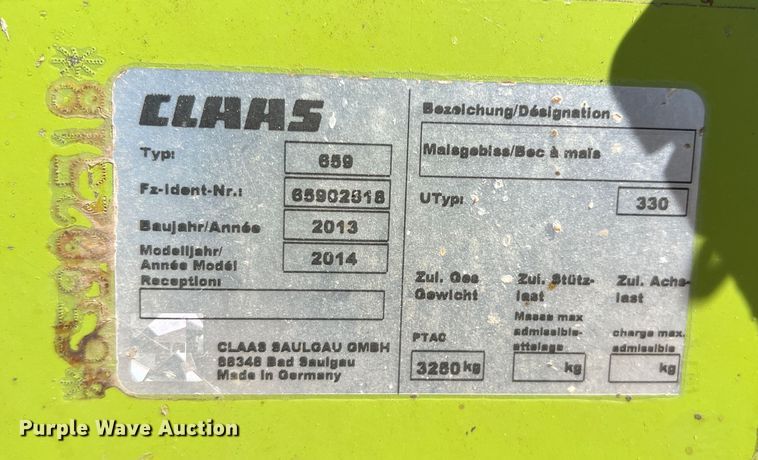 CLAAS
Typ: 659
Fz-Ident-Nr.: 65902818
Baujahr/Année 2013
Modelljahr/
Année Modél 2014
Reception:
CLAAS SAULGAU GMBH
88348 Bad Saulgau
Made in Germany
Bezeichung/Désignation
Maisgebiss/Bec à maïs
UTyp: 330
Zul. Ges
Gewicht
PTAC
3250 kg
Zul. Stütz-
last
Masse max
admissible-
attelage
kg
Zul. Achs-
last
charge max.
admissible
kg
Purple Wave Auction